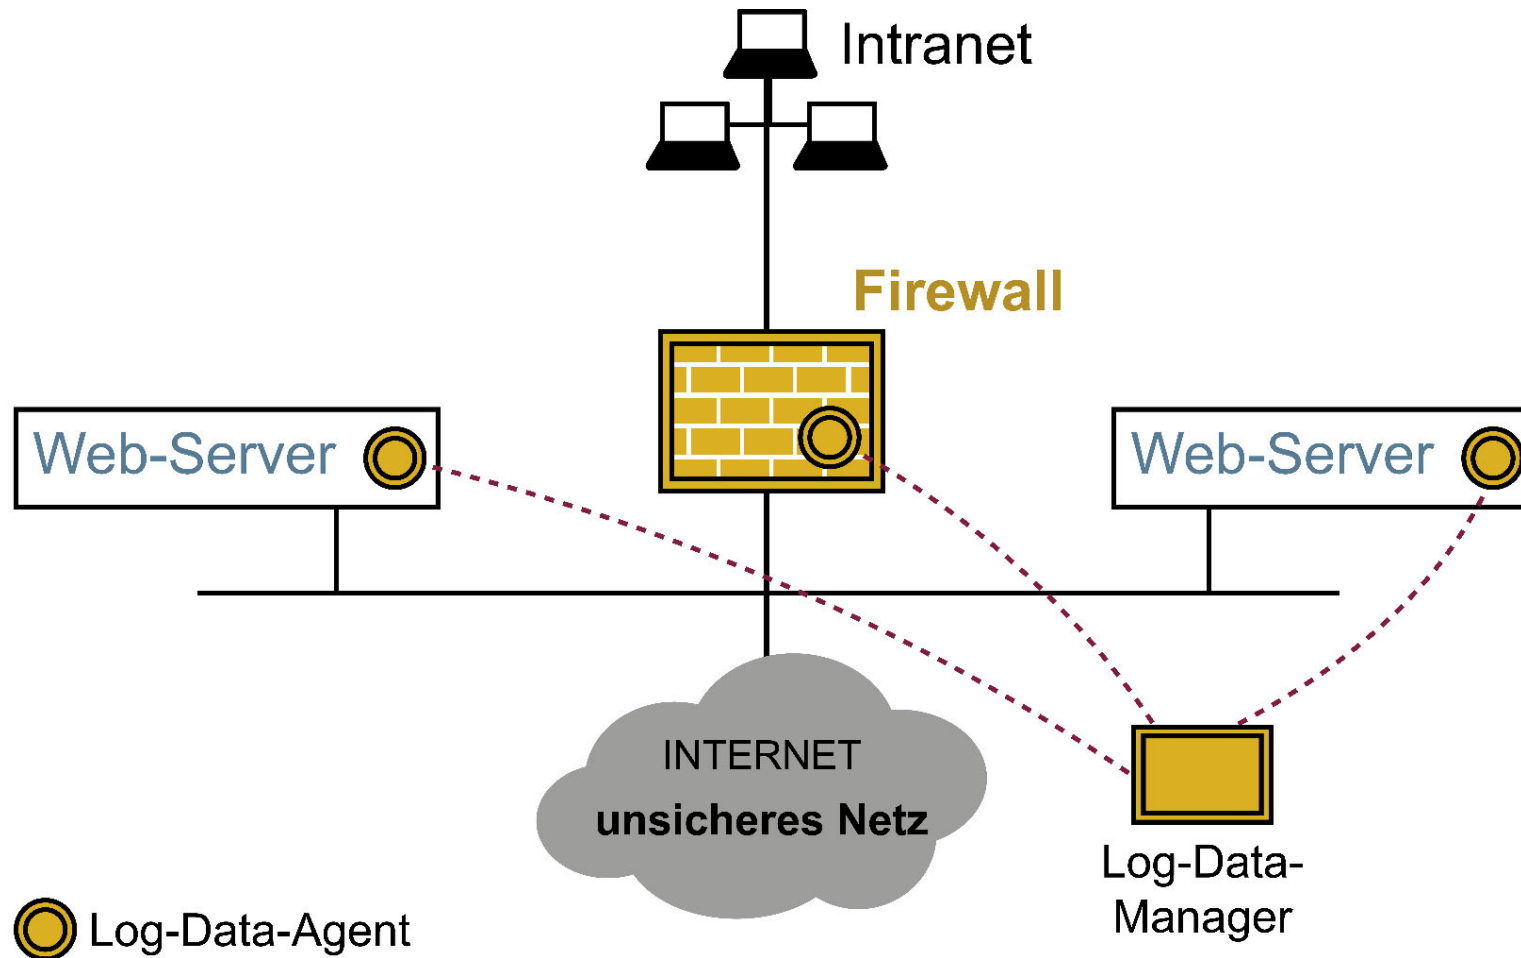 Intranet
Firewall
Web-Server
Web-Server
INTERNET
unsicheres Netz
Log-Data-
Manager
Log-Data-Agent